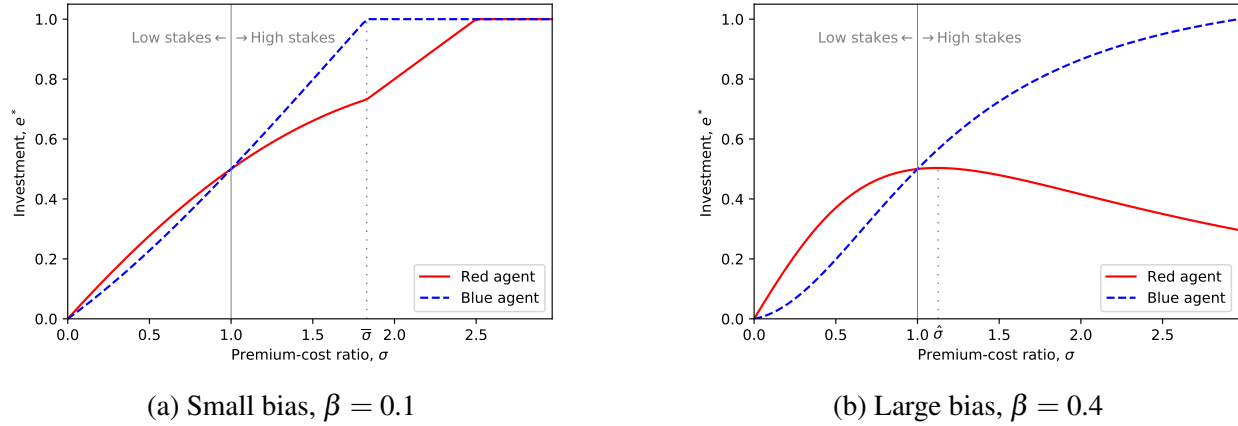 Low stakes ← → High stakes
Investment, e*
1.0
0.8
0.6
0.4
0.2
0.0
0.0 0.5 1.0 1.5 σ̅ 2.0 2.5
Premium-cost ratio, σ
Red agent
Blue agent
(a) Small bias, β = 0.1
Low stakes ← → High stakes
Investment, e*
1.0
0.8
0.6
0.4
0.2
0.0
0.0 0.5 1.0 σ̂ 1.5 2.0 2.5
Premium-cost ratio, σ
Red agent
Blue agent
(b) Large bias, β = 0.4